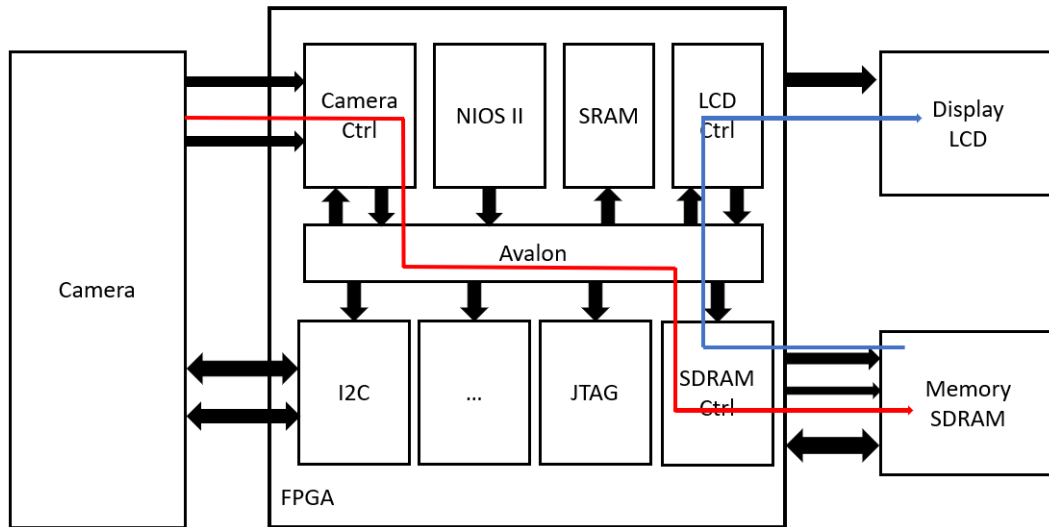 Camera
Camera
Ctrl
NIOS II
SRAM
LCD
Ctrl
Display
LCD
Avalon
I2C
...
JTAG
SDRAM
Ctrl
Memory
SDRAM
FPGA